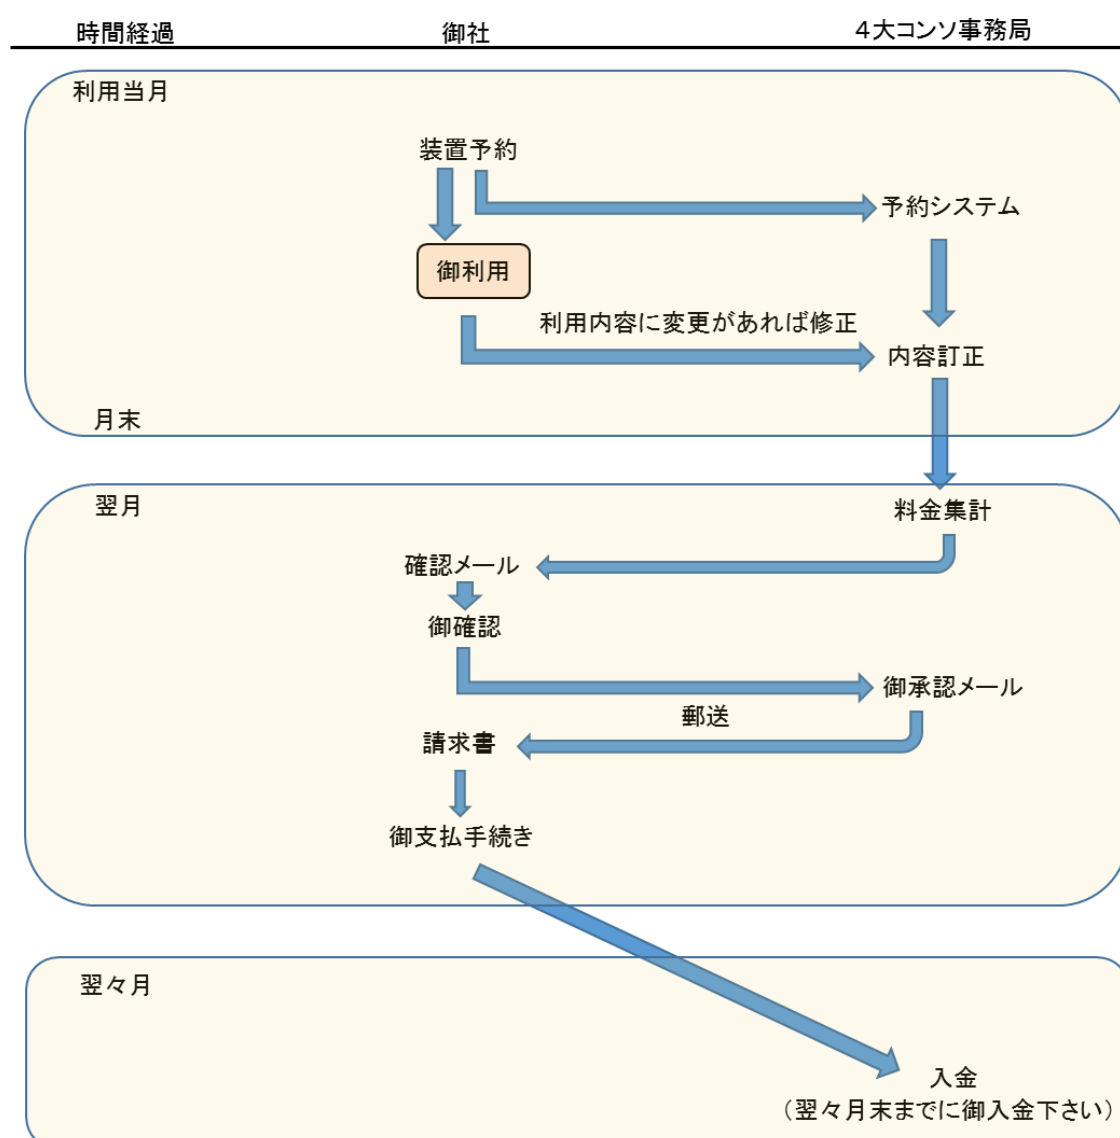 時間経過
御社
４大コンソ事務局
利用当月
装置予約
予約システム
御利用
利用内容に変更があれば修正
内容訂正
月末
翌月
料金集計
確認メール
御確認
御承認メール
郵送
請求書
御支払手続き
翌々月
入金
（翌々月末までに御入金下さい）